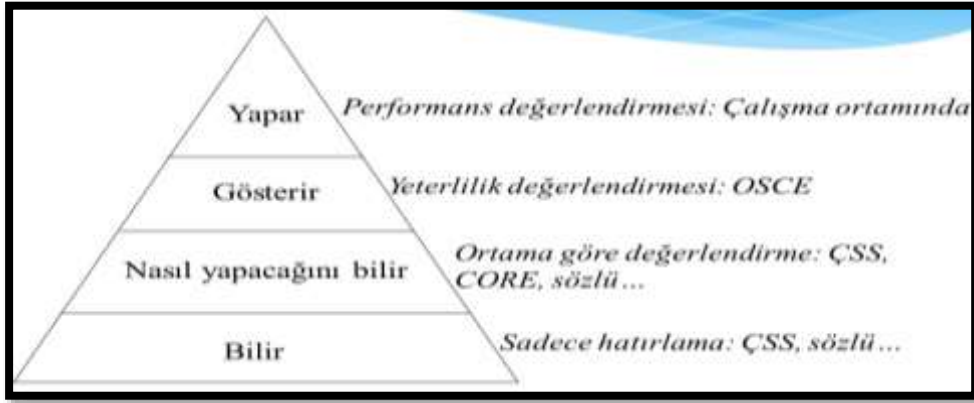 Yapar
Performans değerlendirmesi: Çalışma ortamında
Gösterir
Yeterlilik değerlendirmesi: OSCE
Nasıl yapacağını bilir
Ortama göre değerlendirme: ÇSS,
CORE, sözlü...
Bilir
Sadece hatırlama: ÇSS, sözlü...